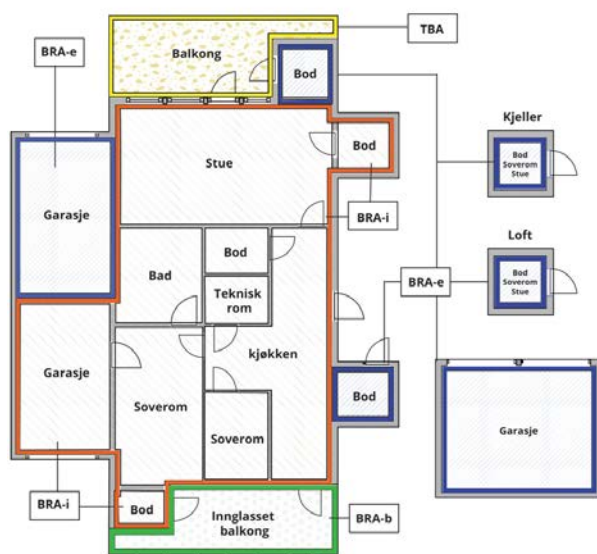 TBA
BRA-e
Balkong
Bod
Kjeller
Bod
Stue
Bod
Soverom
Stue
BRA-i
Garasje
Loft
Bad
Bod
BRA-e
Bod
Soverom
Stue
Teknisk
rom
kjøkken
Garasje
Soverom
Bod
Garasje
Soverom
BRA-i
Bod
Innglasset
balkong
BRA-b